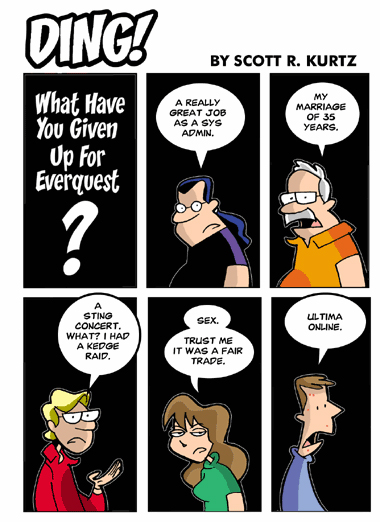 DING!
BY SCOTT R. KURTZ
What Have
You Given
Up For
Everquest
?
A REALLY
GREAT JOB
AS A SYS
ADMIN.
MY
MARRIAGE
OF 35
YEARS.
A
STING
CONCERT.
WHAT? I HAD
A KEDGE
RAID.
SEX.
TRUST ME
IT WAS A FAIR
TRADE.
ULTIMA
ONLINE.